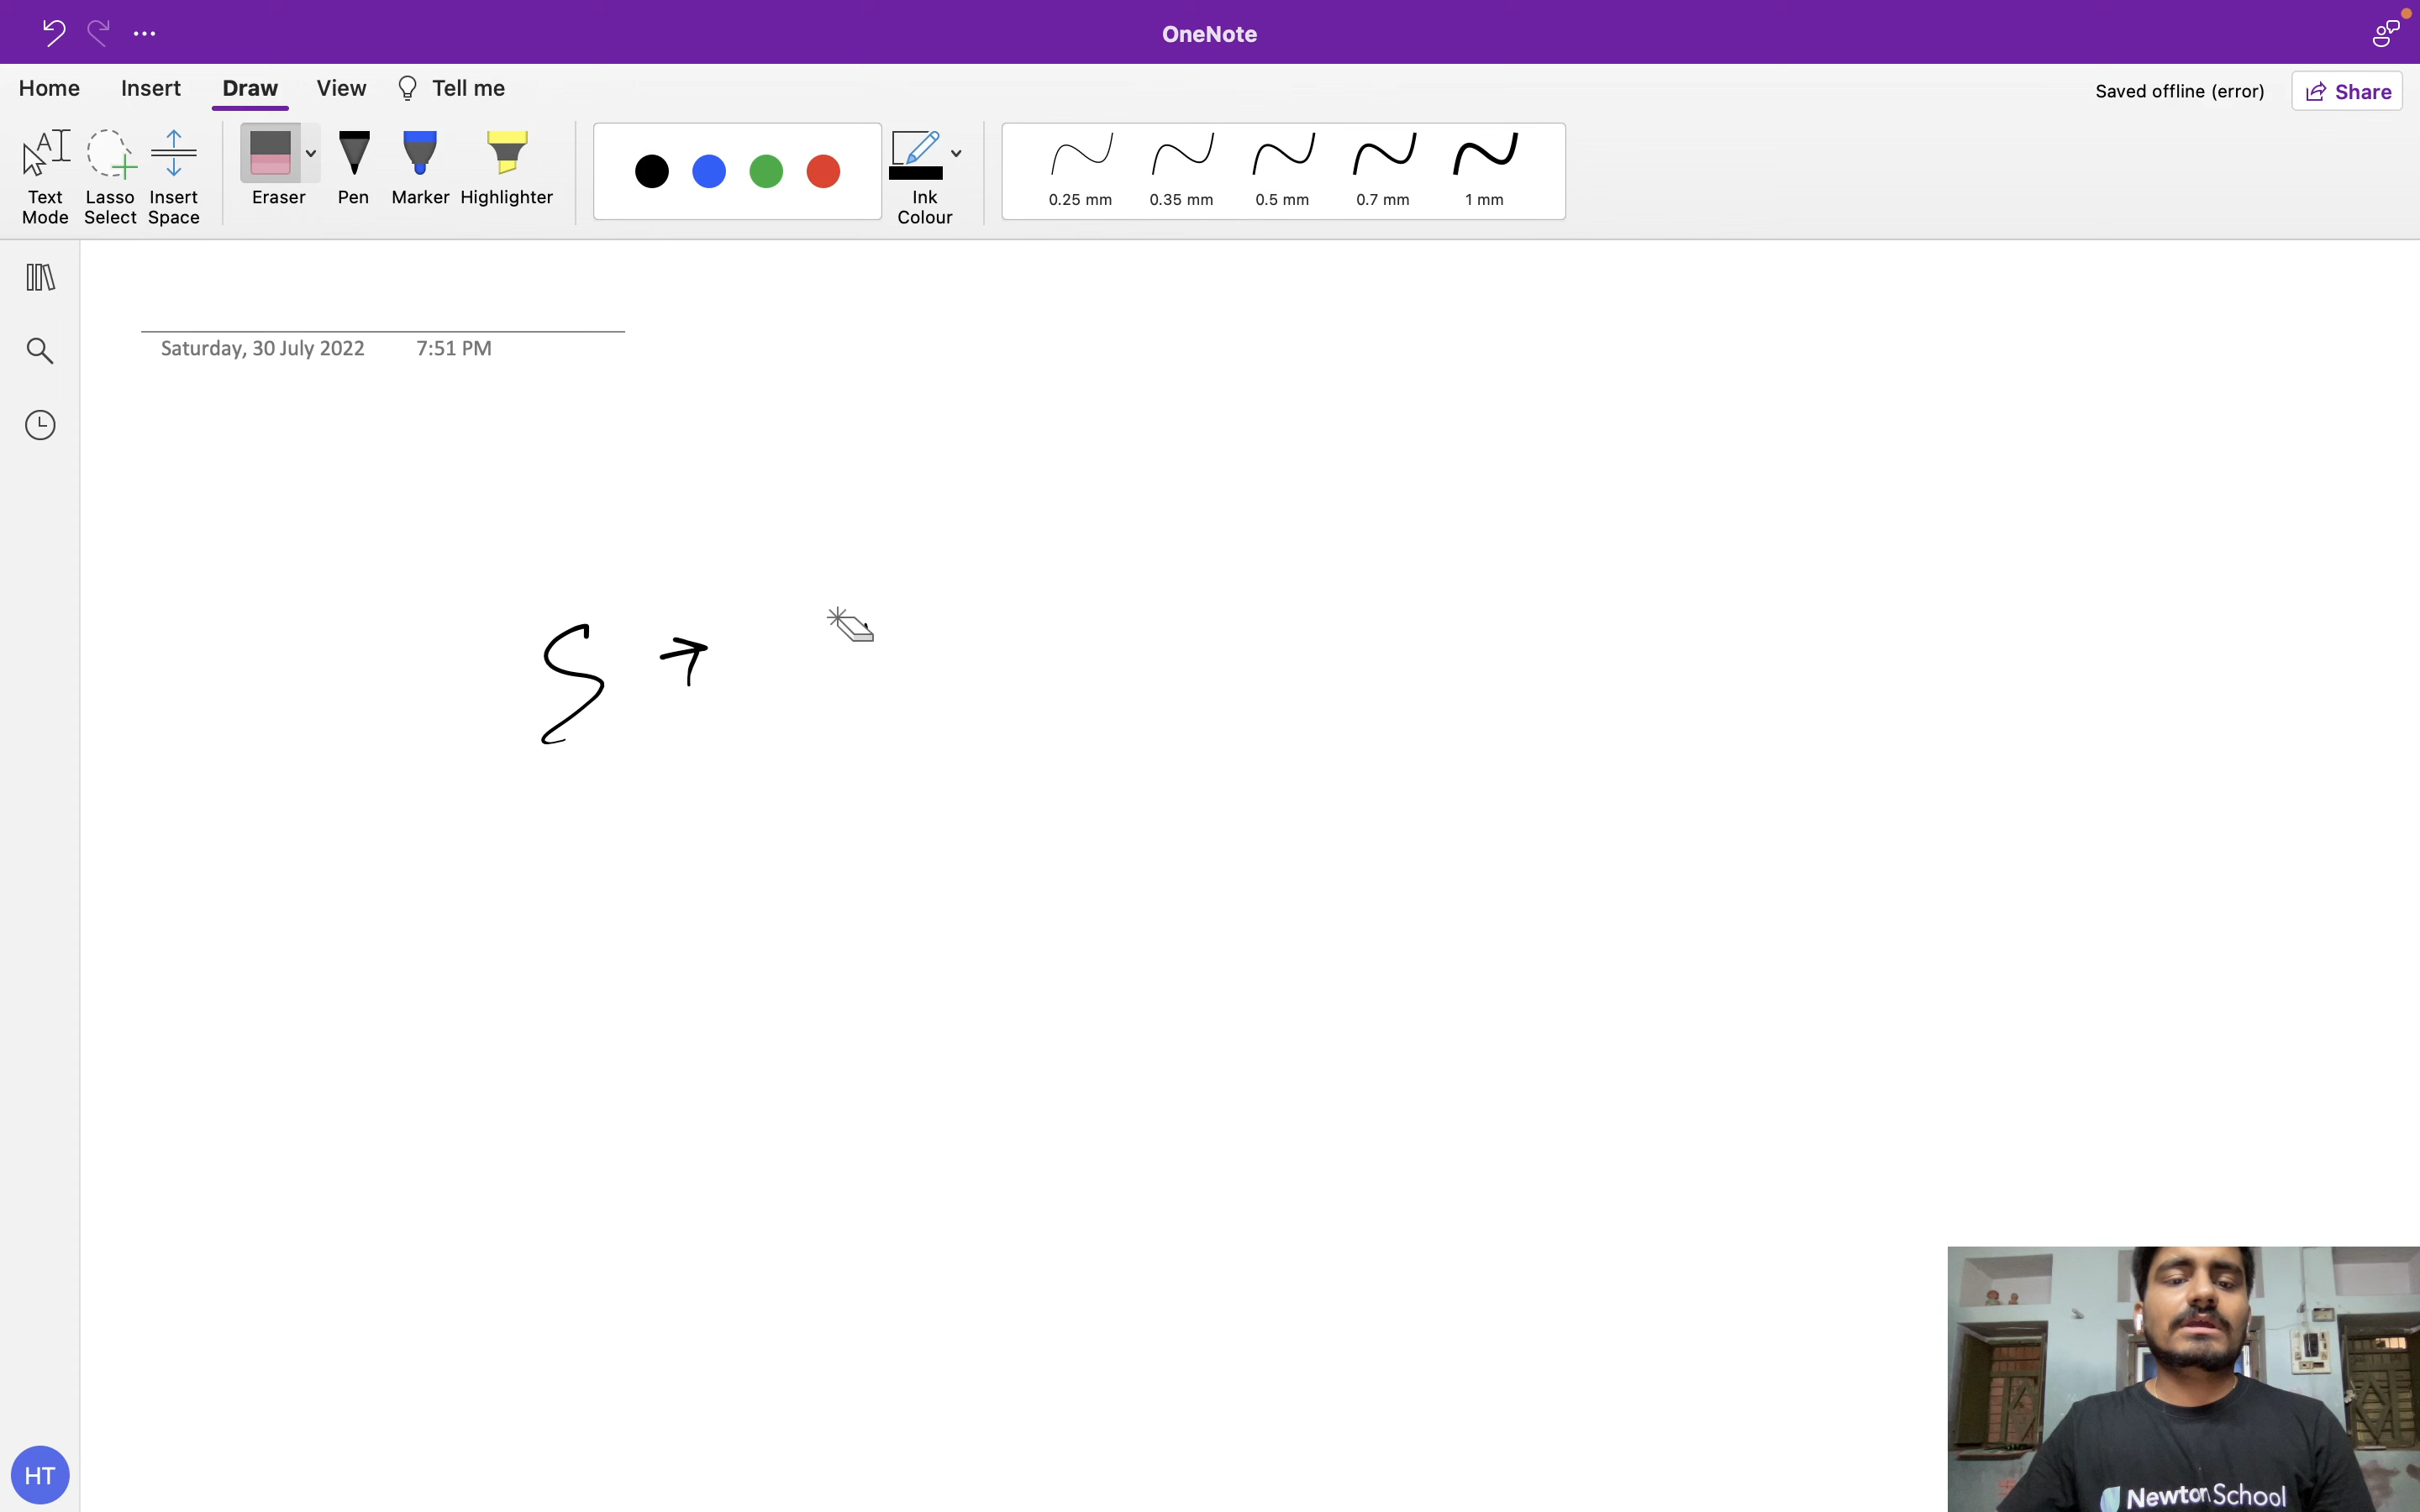 OneNote
Home Insert Draw View Tell me
Saved offline (error) Share
Text Mode
Lasso Select
Insert Space
Eraser
Pen
Marker
Highlighter
Ink Colour
0.25 mm 0.35 mm 0.5 mm 0.7 mm 1 mm
Saturday, 30 July 2022 7:51 PM
S →
HT
Newton School